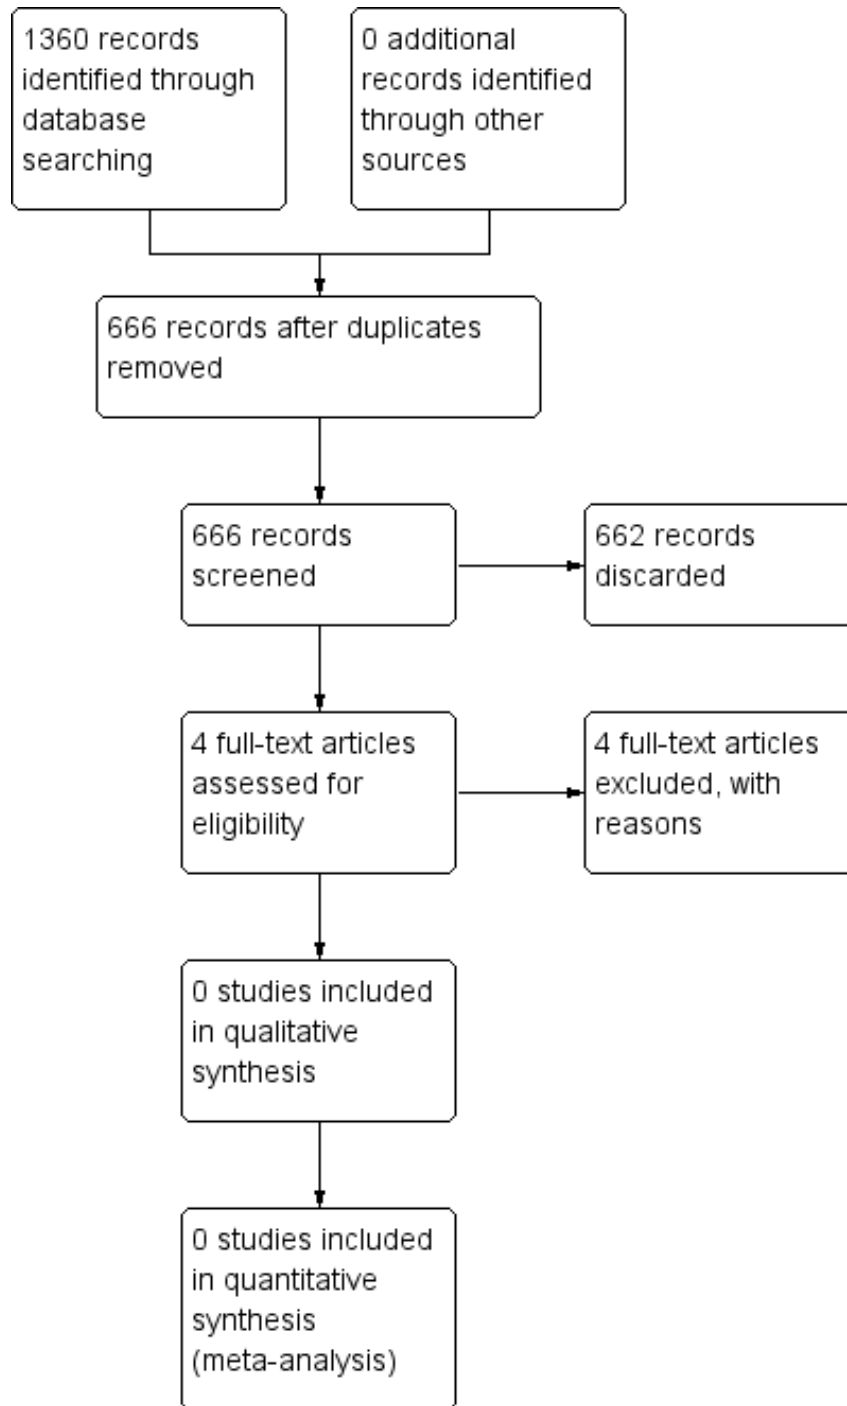 1360 records
identified through
database
searching
0 additional
records identified
through other
sources
666 records after duplicates
removed
666 records
screened
662 records
discarded
4 full-text articles
assessed for
eligibility
4 full-text articles
excluded, with
reasons
0 studies included
in qualitative
synthesis
0 studies included
in quantitative
synthesis
(meta-analysis)